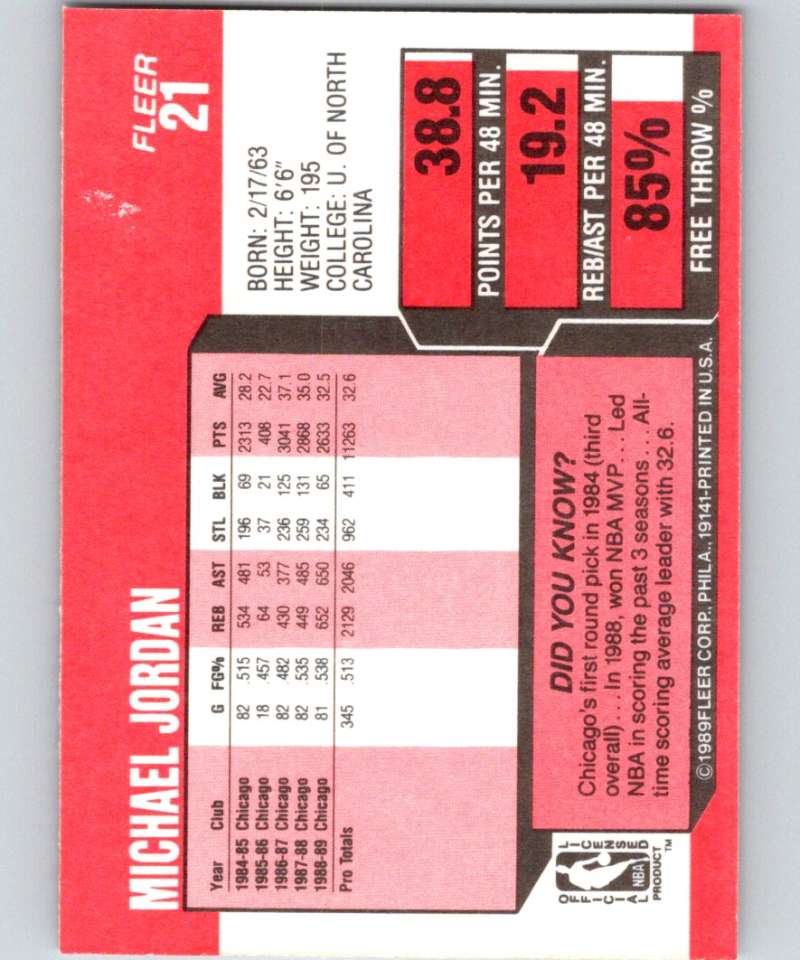 MICHAEL JORDAN
FLEER
21
Year Club G FG% REB AST STL BLK PTS AVG
1984-85 Chicago 82 .515 534 481 196 69 2313 28.2
1985-86 Chicago 18 .457 64 53 37 21 408 22.7
1986-87 Chicago 82 .482 430 377 236 125 3041 37.1
1987-88 Chicago 82 .535 449 485 259 131 2868 35.0
1988-89 Chicago 81 .538 652 650 234 65 2633 32.5
Pro Totals 345 .513 2129 2046 962 411 11263 32.6
BORN: 2/17/63
HEIGHT: 6'6"
WEIGHT: 195
COLLEGE: U. OF NORTH
CAROLINA
38.8
POINTS PER 48 MIN.
19.2
REB/AST PER 48 MIN.
85%
FREE THROW %
DID YOU KNOW?
Chicago's first round pick in 1984 (third
overall) ... In 1988, won NBA MVP ... Led
NBA in scoring the past 3 seasons ... All-
time scoring average leader with 32.6.
OFFICIAL LICENSED
NBA
PRODUCT™
©1989FLEER CORP., PHILA., 19141-PRINTED IN U.S.A.